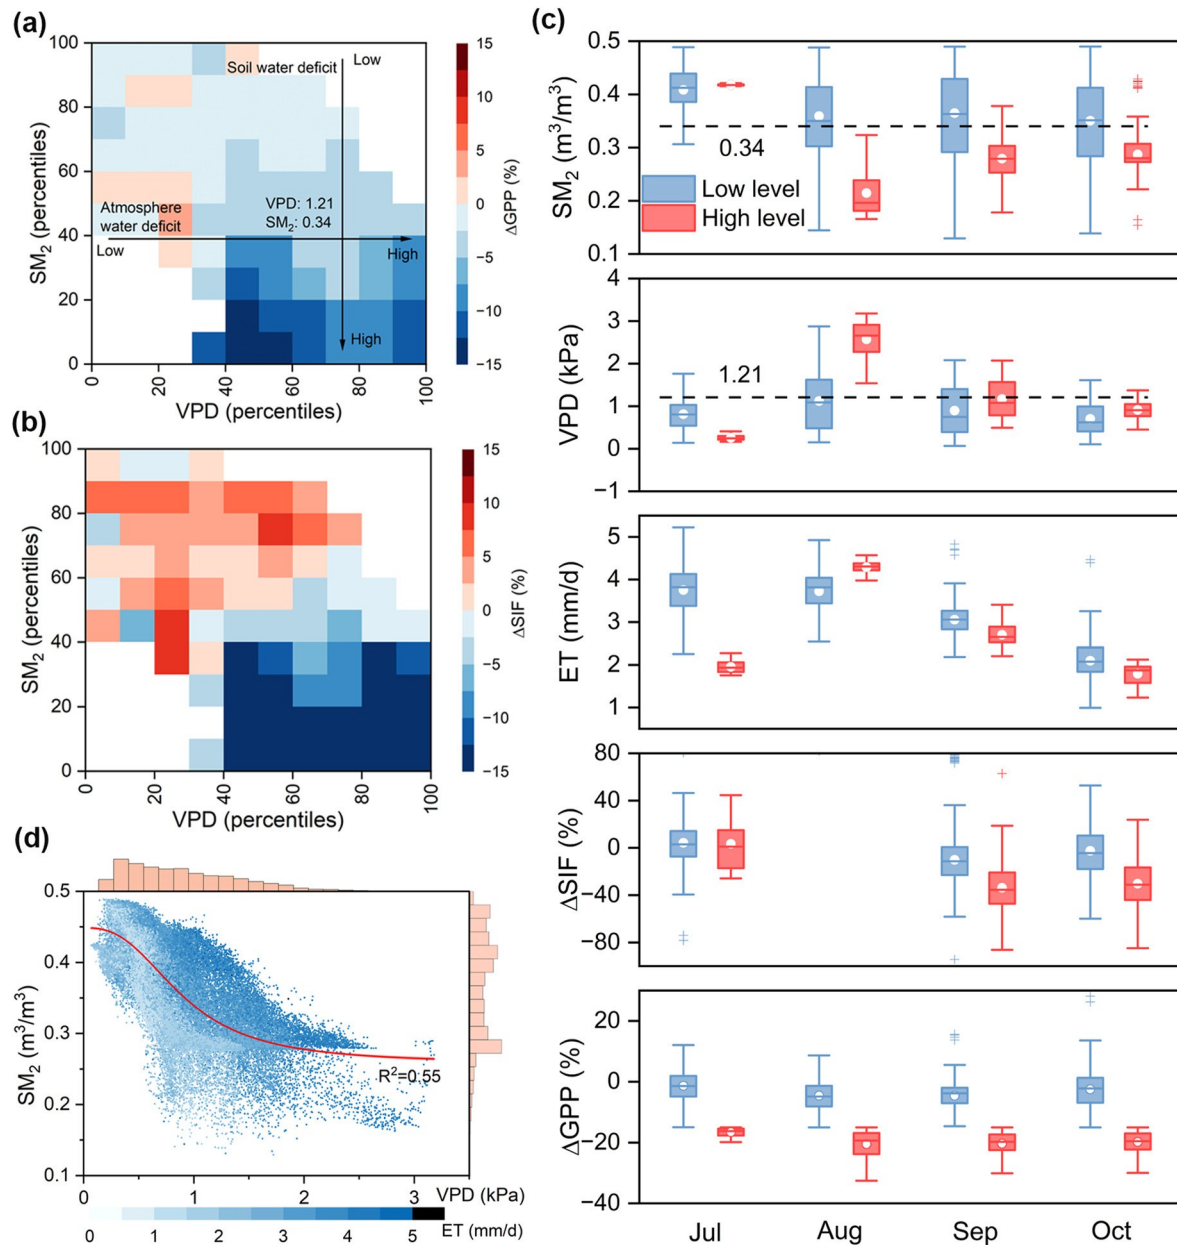 (a)
100
80
60
40
20
0
SM₂ (percentiles)
Soil water deficit
Low
Atmosphere
water deficit
VPD: 1.21
SM₂: 0.34
Low
High
High
0
20
40
60
80
100
VPD (percentiles)
15
10
5
0
−5
−10
−15
ΔGPP (%)
(b)
100
80
60
40
20
0
SM₂ (percentiles)
0
20
40
60
80
100
VPD (percentiles)
15
10
5
0
−5
−10
−15
ΔSIF (%)
(d)
0.5
0.4
0.3
0.2
0.1
SM₂ (m³/m³)
R²=0.55
0
1
2
3
VPD (kPa)
0
1
2
3
4
5
ET (mm/d)
(c)
0.5
0.4
0.3
0.2
0.1
SM₂ (m³/m³)
0.34
Low level
High level
4
3
2
1
0
−1
VPD (kPa)
1.21
5
4
3
2
1
ET (mm/d)
80
40
0
−40
−80
ΔSIF (%)
20
0
−20
−40
ΔGPP (%)
Jul
Aug
Sep
Oct